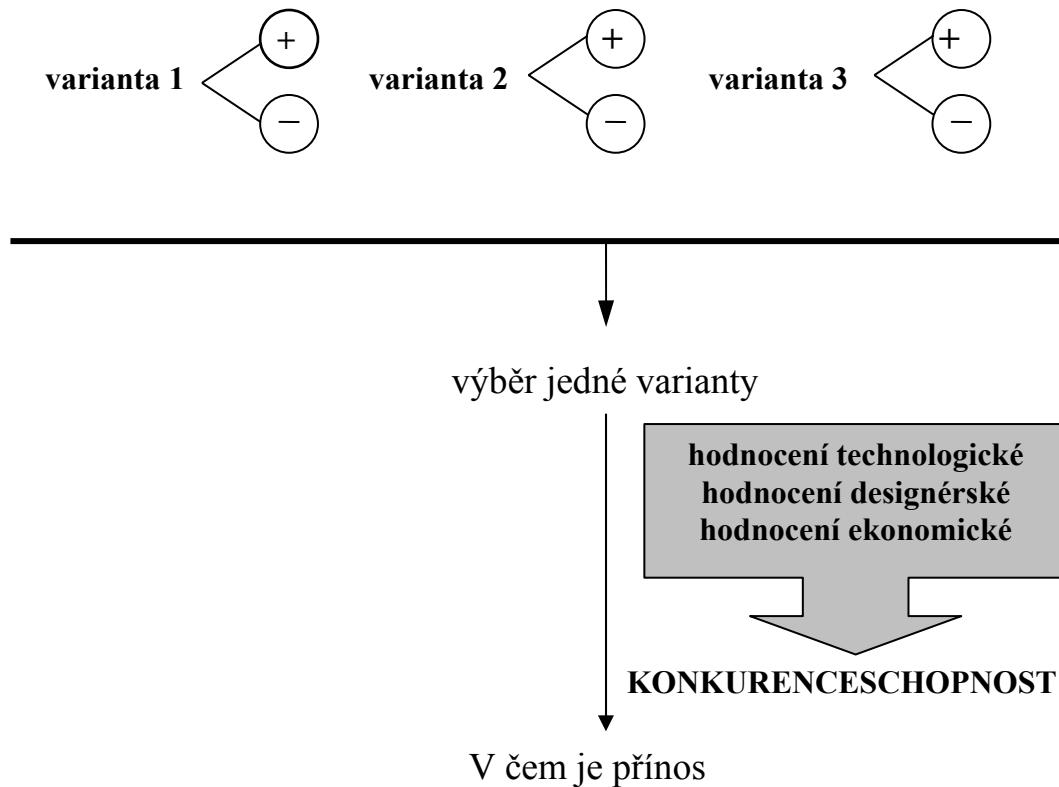 + + +
varianta 1 varianta 2 varianta 3
– – –
výběr jedné varianty
hodnocení technologické
hodnocení designérské
hodnocení ekonomické
KONKURENCESCHOPNOST
V čem je přínos